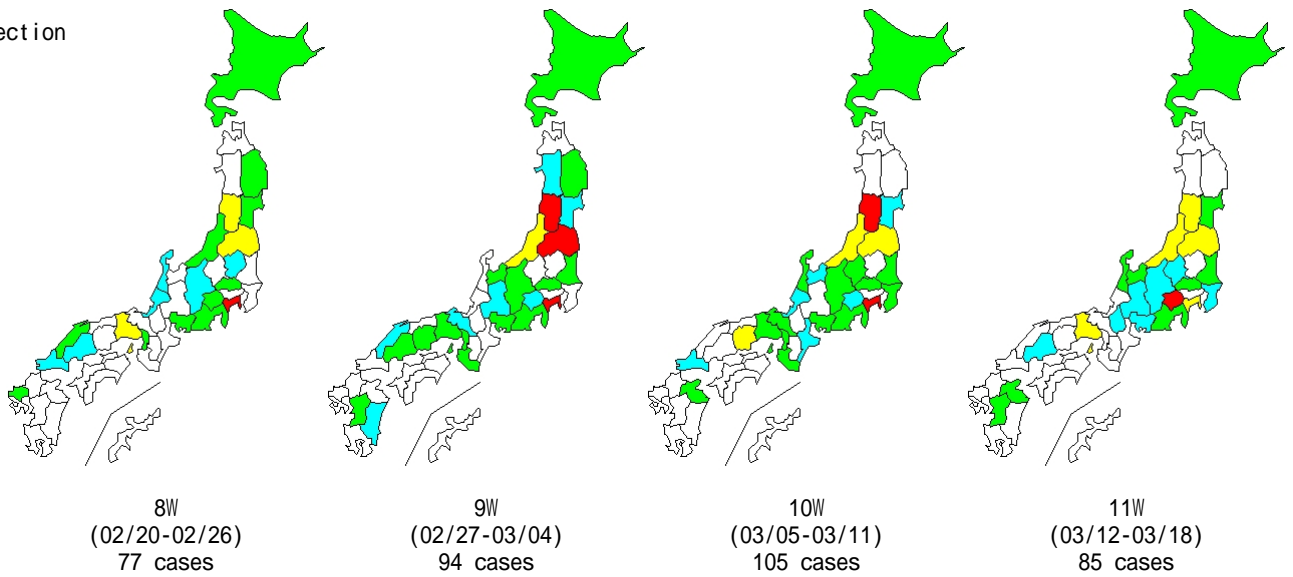 ection
8W
(02/20-02/26)
77 cases
9W
(02/27-03/04)
94 cases
10W
(03/05-03/11)
105 cases
11W
(03/12-03/18)
85 cases